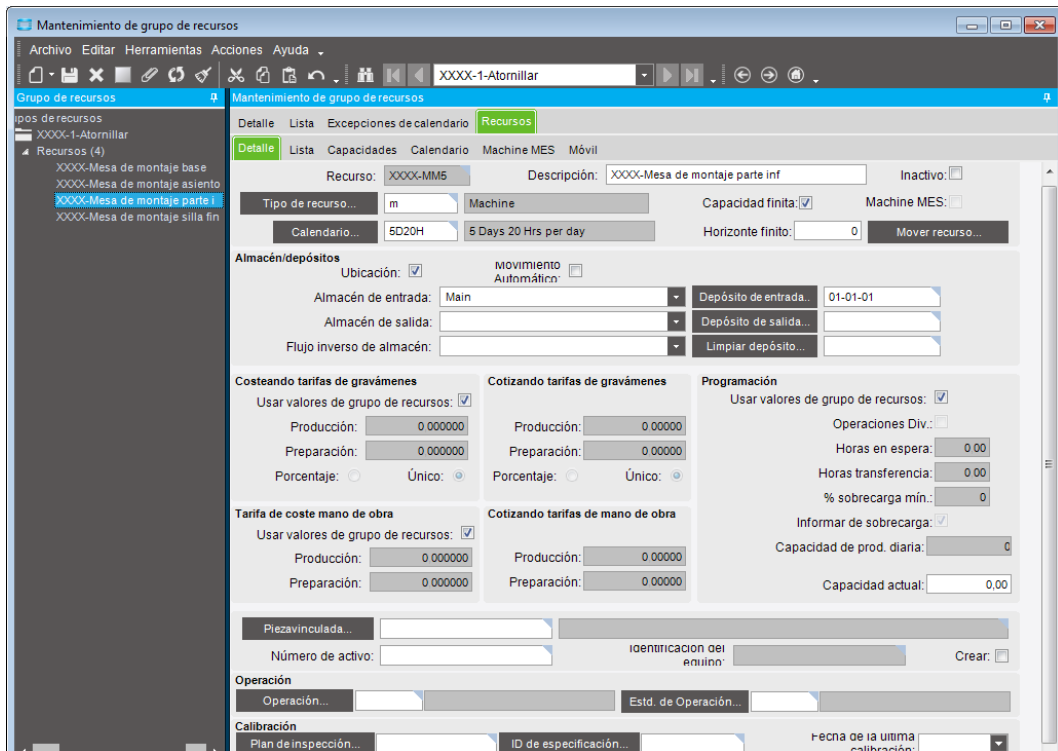 Mantenimiento de grupo de recursos
Archivo Editar Herramientas Acciones Ayuda
XXXX-1-Atornillar
Grupo de recursos
Mantenimiento de grupo de recursos
ipos de recursos
XXXX-1-Atornillar
Recursos (4)
XXXX-Mesa de montaje base
XXXX-Mesa de montaje asiento
XXXX-Mesa de montaje parte i
XXXX-Mesa de montaje silla fin
Detalle Lista Excepciones de calendario Recursos
Detalle Lista Capacidades Calendario Machine MES Móvil
Recurso: XXXX-MM5 Descripción: XXXX-Mesa de montaje parte inf Inactivo:
Tipo de recurso... m Machine Capacidad finita: Machine MES:
Calendario... 5D20H 5 Days 20 Hrs per day Horizonte finito: 0 Mover recurso...
Almacén/depósitos
Ubicación: Movimiento Automático:
Almacén de entrada: Main Depósito de entrada.. 01-01-01
Almacén de salida: Depósito de salida...
Flujo inverso de almacén: Limpiar depósito...
Costeando tarifas de gravámenes Cotizando tarifas de gravámenes Programación
Usar valores de grupo de recursos: Usar valores de grupo de recursos:
Producción: 0 000000 Producción: 0 00000 Operaciones Div.:
Preparación: 0 000000 Preparación: 0 00000 Horas en espera: 0 00
Porcentaje: Único: Porcentaje: Único: Horas transferencia: 0 00
% sobrecarga mín.: 0
Tarifa de coste mano de obra Cotizando tarifas de mano de obra
Usar valores de grupo de recursos: Informar de sobrecarga:
Producción: 0 000000 Producción: 0 00000 Capacidad de prod. diaria: 0
Preparación: 0 000000 Preparación: 0 00000 Capacidad actual: 0,00
Piezavinculada...
Número de activo: Identificación del equipo: Crear:
Operación
Operación... Estd. de Operación...
Calibración
Plan de inspección... ID de especificación... Fecha de la última calibración: